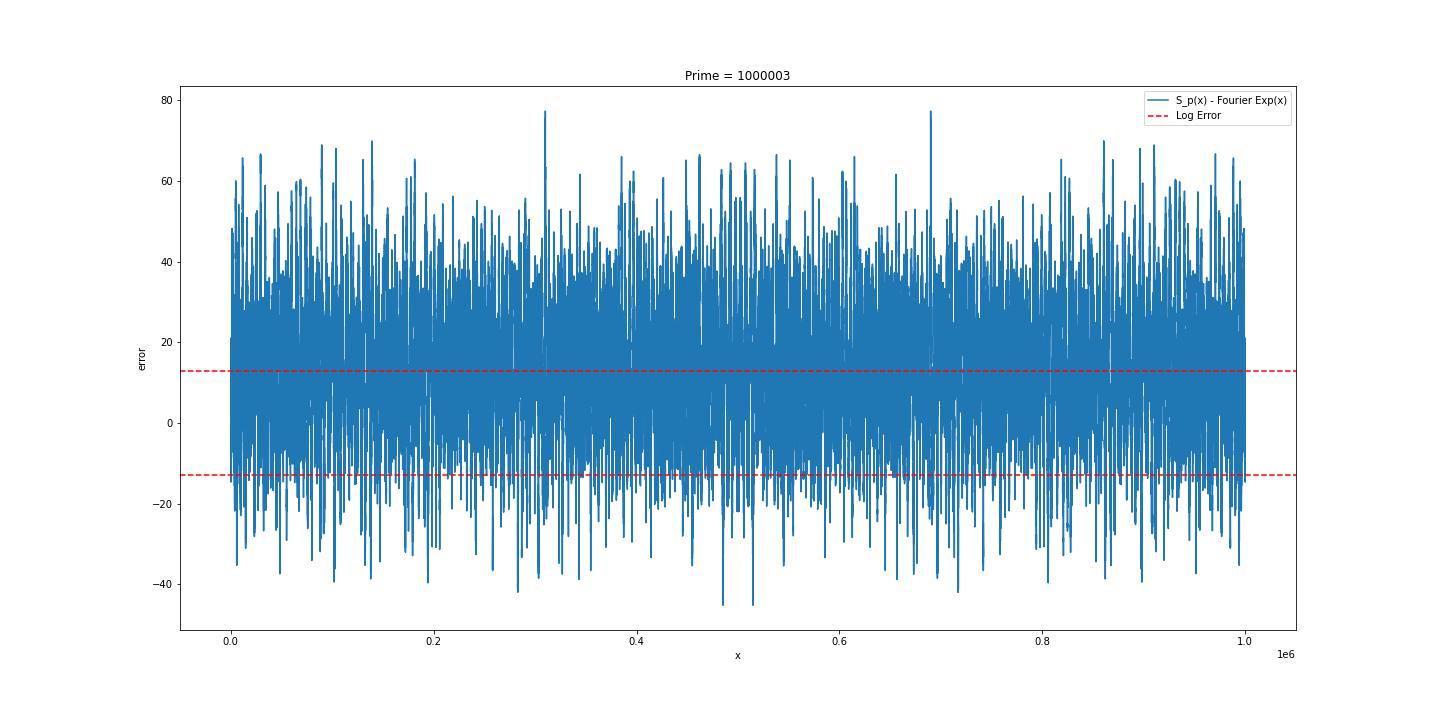 Prime = 1000003
S_p(x) - Fourier Exp(x)
Log Error
error
80
60
40
20
0
−20
−40
0.0 0.2 0.4 0.6 0.8 1.0
1e6
x